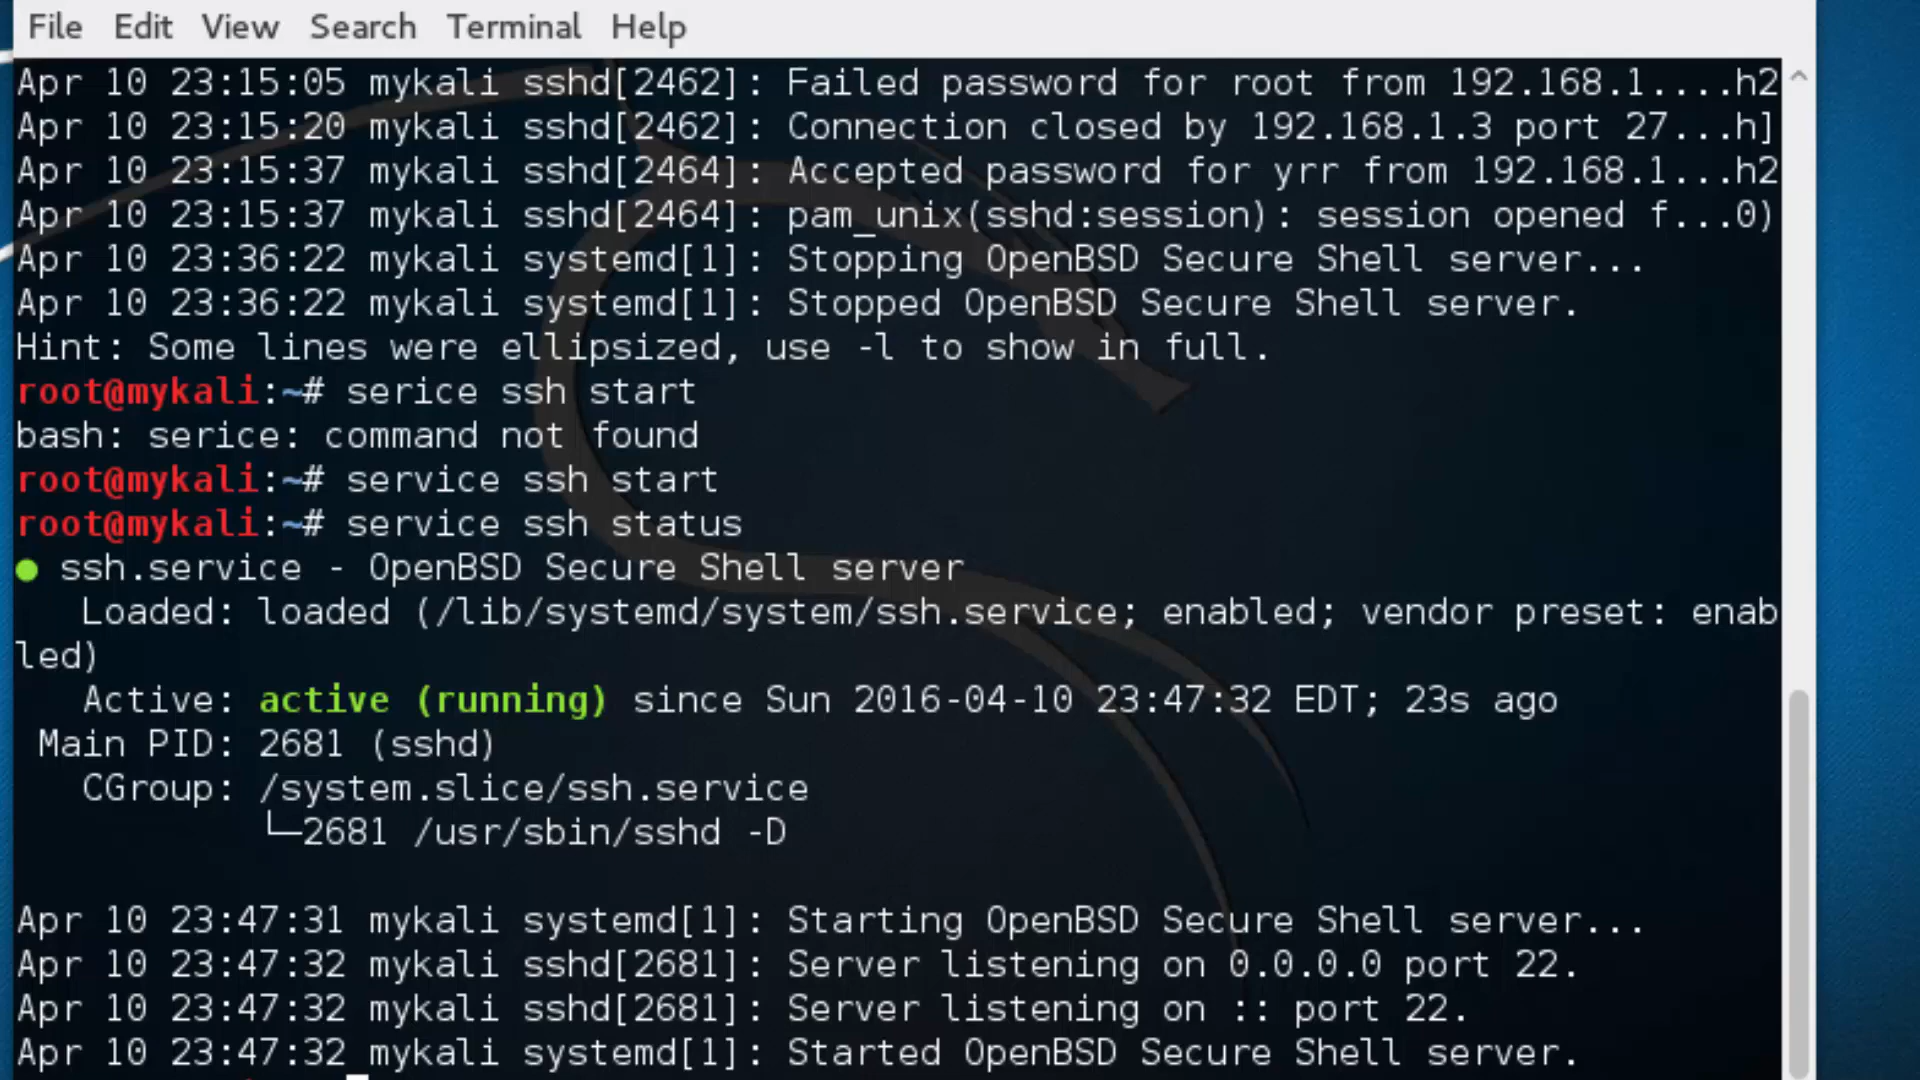 File Edit View Search Terminal Help
Apr 10 23:15:05 mykali sshd[2462]: Failed password for root from 192.168.1....h2
Apr 10 23:15:20 mykali sshd[2462]: Connection closed by 192.168.1.3 port 27...h]
Apr 10 23:15:37 mykali sshd[2464]: Accepted password for yrr from 192.168.1...h2
Apr 10 23:15:37 mykali sshd[2464]: pam_unix(sshd:session): session opened f...0)
Apr 10 23:36:22 mykali systemd[1]: Stopping OpenBSD Secure Shell server...
Apr 10 23:36:22 mykali systemd[1]: Stopped OpenBSD Secure Shell server.
Hint: Some lines were ellipsized, use -l to show in full.
root@mykali:~# serice ssh start
bash: serice: command not found
root@mykali:~# service ssh start
root@mykali:~# service ssh status
● ssh.service - OpenBSD Secure Shell server
   Loaded: loaded (/lib/systemd/system/ssh.service; enabled; vendor preset: enab
led)
   Active: active (running) since Sun 2016-04-10 23:47:32 EDT; 23s ago
 Main PID: 2681 (sshd)
   CGroup: /system.slice/ssh.service
           └─2681 /usr/sbin/sshd -D
Apr 10 23:47:31 mykali systemd[1]: Starting OpenBSD Secure Shell server...
Apr 10 23:47:32 mykali sshd[2681]: Server listening on 0.0.0.0 port 22.
Apr 10 23:47:32 mykali sshd[2681]: Server listening on :: port 22.
Apr 10 23:47:32 mykali systemd[1]: Started OpenBSD Secure Shell server.